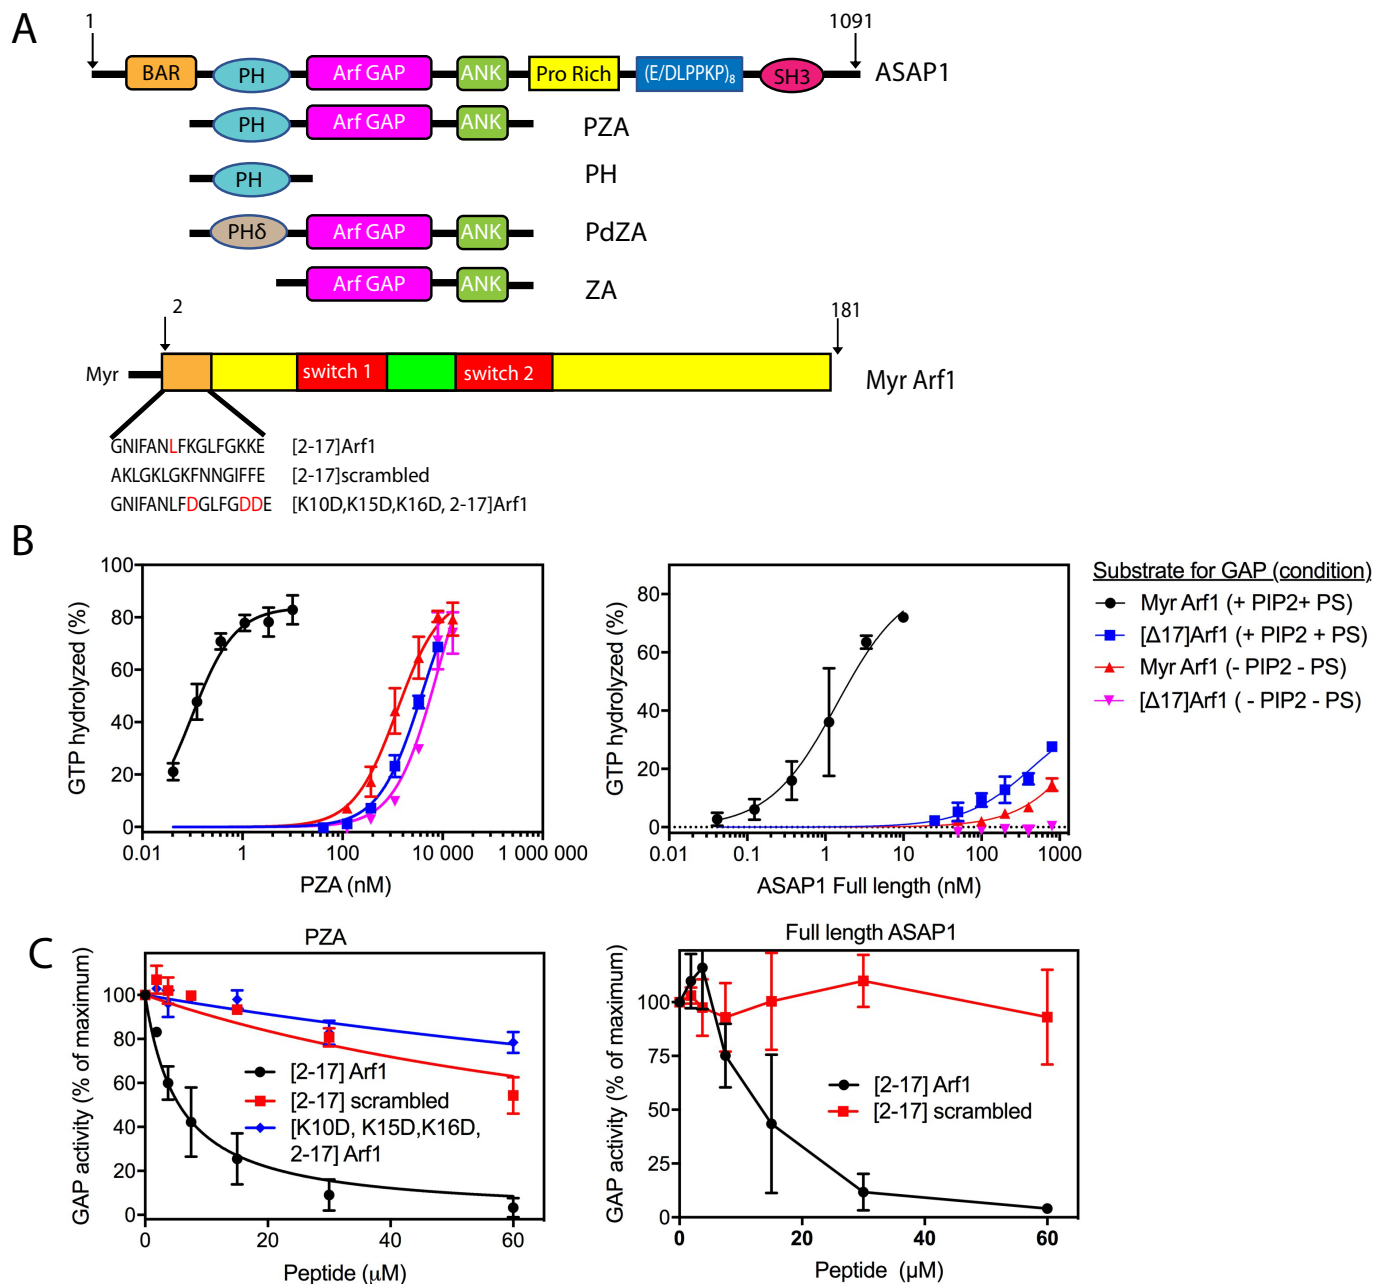 A
1
1091
BAR
PH
Arf GAP
ANK
Pro Rich
(E/DLPPKP)8
SH3
ASAP1
PH
Arf GAP
ANK
PZA
PH
PH
PHδ
Arf GAP
ANK
PdZA
Arf GAP
ANK
ZA
2
181
Myr
switch 1
switch 2
Myr Arf1
GNIFANLFKGLFGKKE [2-17]Arf1
AKLGKLGKFNNGIFFE [2-17]scrambled
GNIFANLFDGLFGDDE [K10D,K15D,K16D, 2-17]Arf1
B
GTP hydrolyzed (%)
100
80
60
40
20
0
0.01
1
100
10 000
1 000 000
PZA (nM)
GTP hydrolyzed (%)
80
60
40
20
0
0.01
0.1
1
10
100
1000
ASAP1 Full length (nM)
Substrate for GAP (condition)
Myr Arf1 (+ PIP2+ PS)
[Δ17]Arf1 (+ PIP2 + PS)
Myr Arf1 (- PIP2 - PS)
[Δ17]Arf1 ( - PIP2 - PS)
C
PZA
GAP activity (% of maximum)
100
80
60
40
20
0
[2-17] Arf1
[2-17] scrambled
[K10D, K15D,K16D,
2-17] Arf1
0
20
40
60
Peptide (μM)
Full length ASAP1
GAP activity (% of maximum)
100
75
50
25
0
[2-17] Arf1
[2-17] scrambled
0
20
40
60
Peptide (μM)